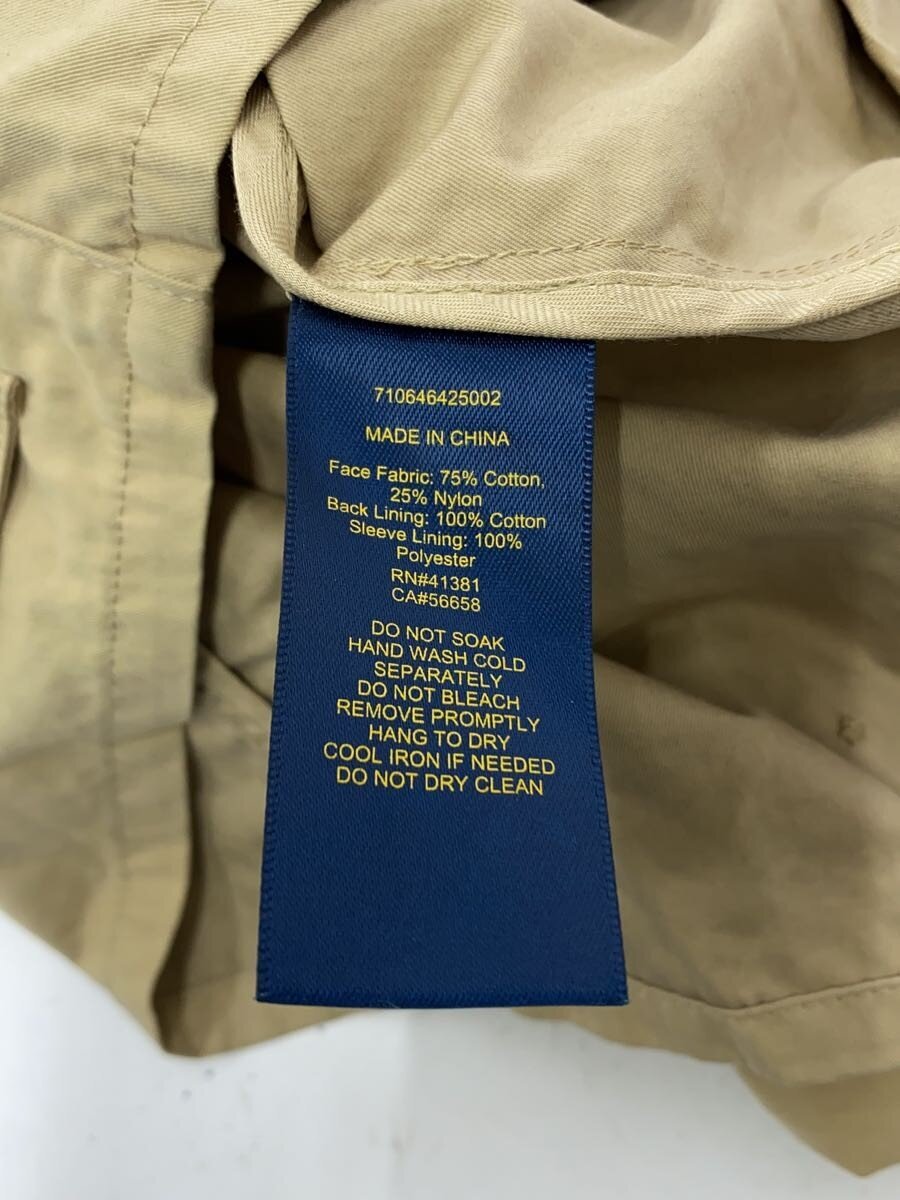 710646425002
MADE IN CHINA
Face Fabric: 75% Cotton,
25% Nylon
Back Lining: 100% Cotton
Sleeve Lining: 100%
Polyester
RN#41381
CA#56658
DO NOT SOAK
HAND WASH COLD
SEPARATELY
DO NOT BLEACH
REMOVE PROMPTLY
HANG TO DRY
COOL IRON IF NEEDED
DO NOT DRY CLEAN